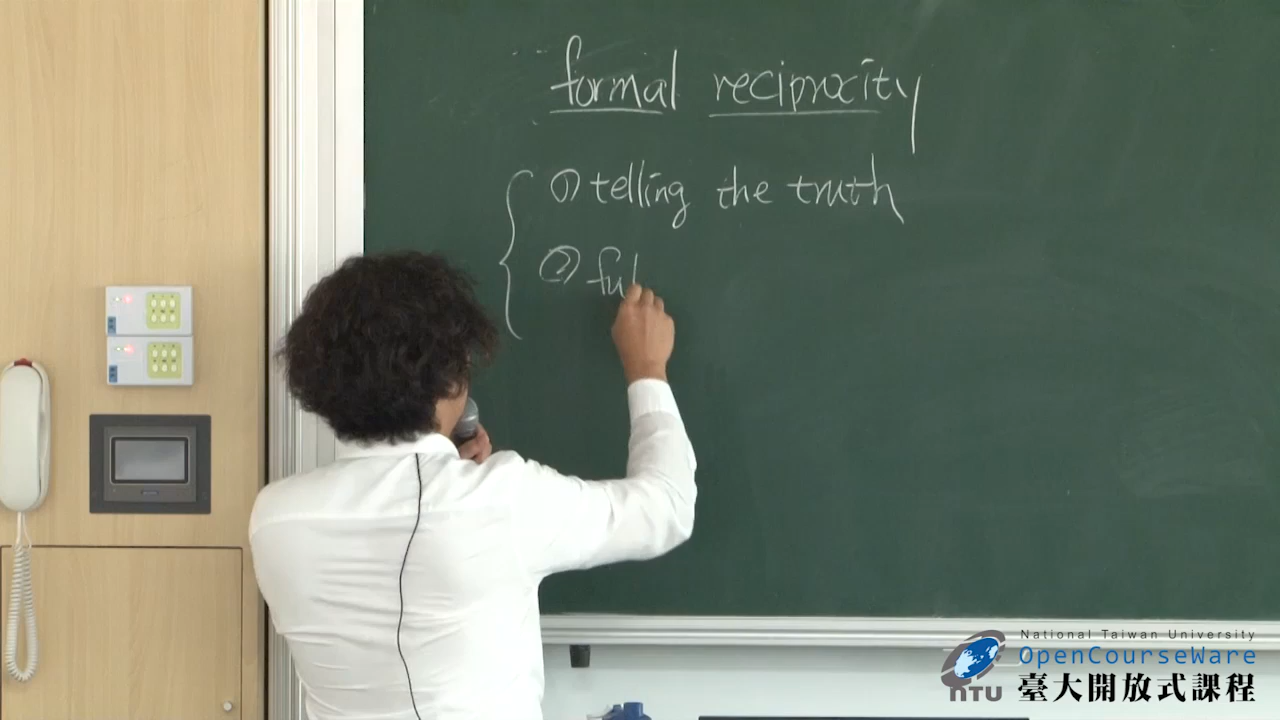 formal reciprocity
① telling the truth
② ful
National Taiwan University
OpenCourseWare
NTU 臺大開放式課程